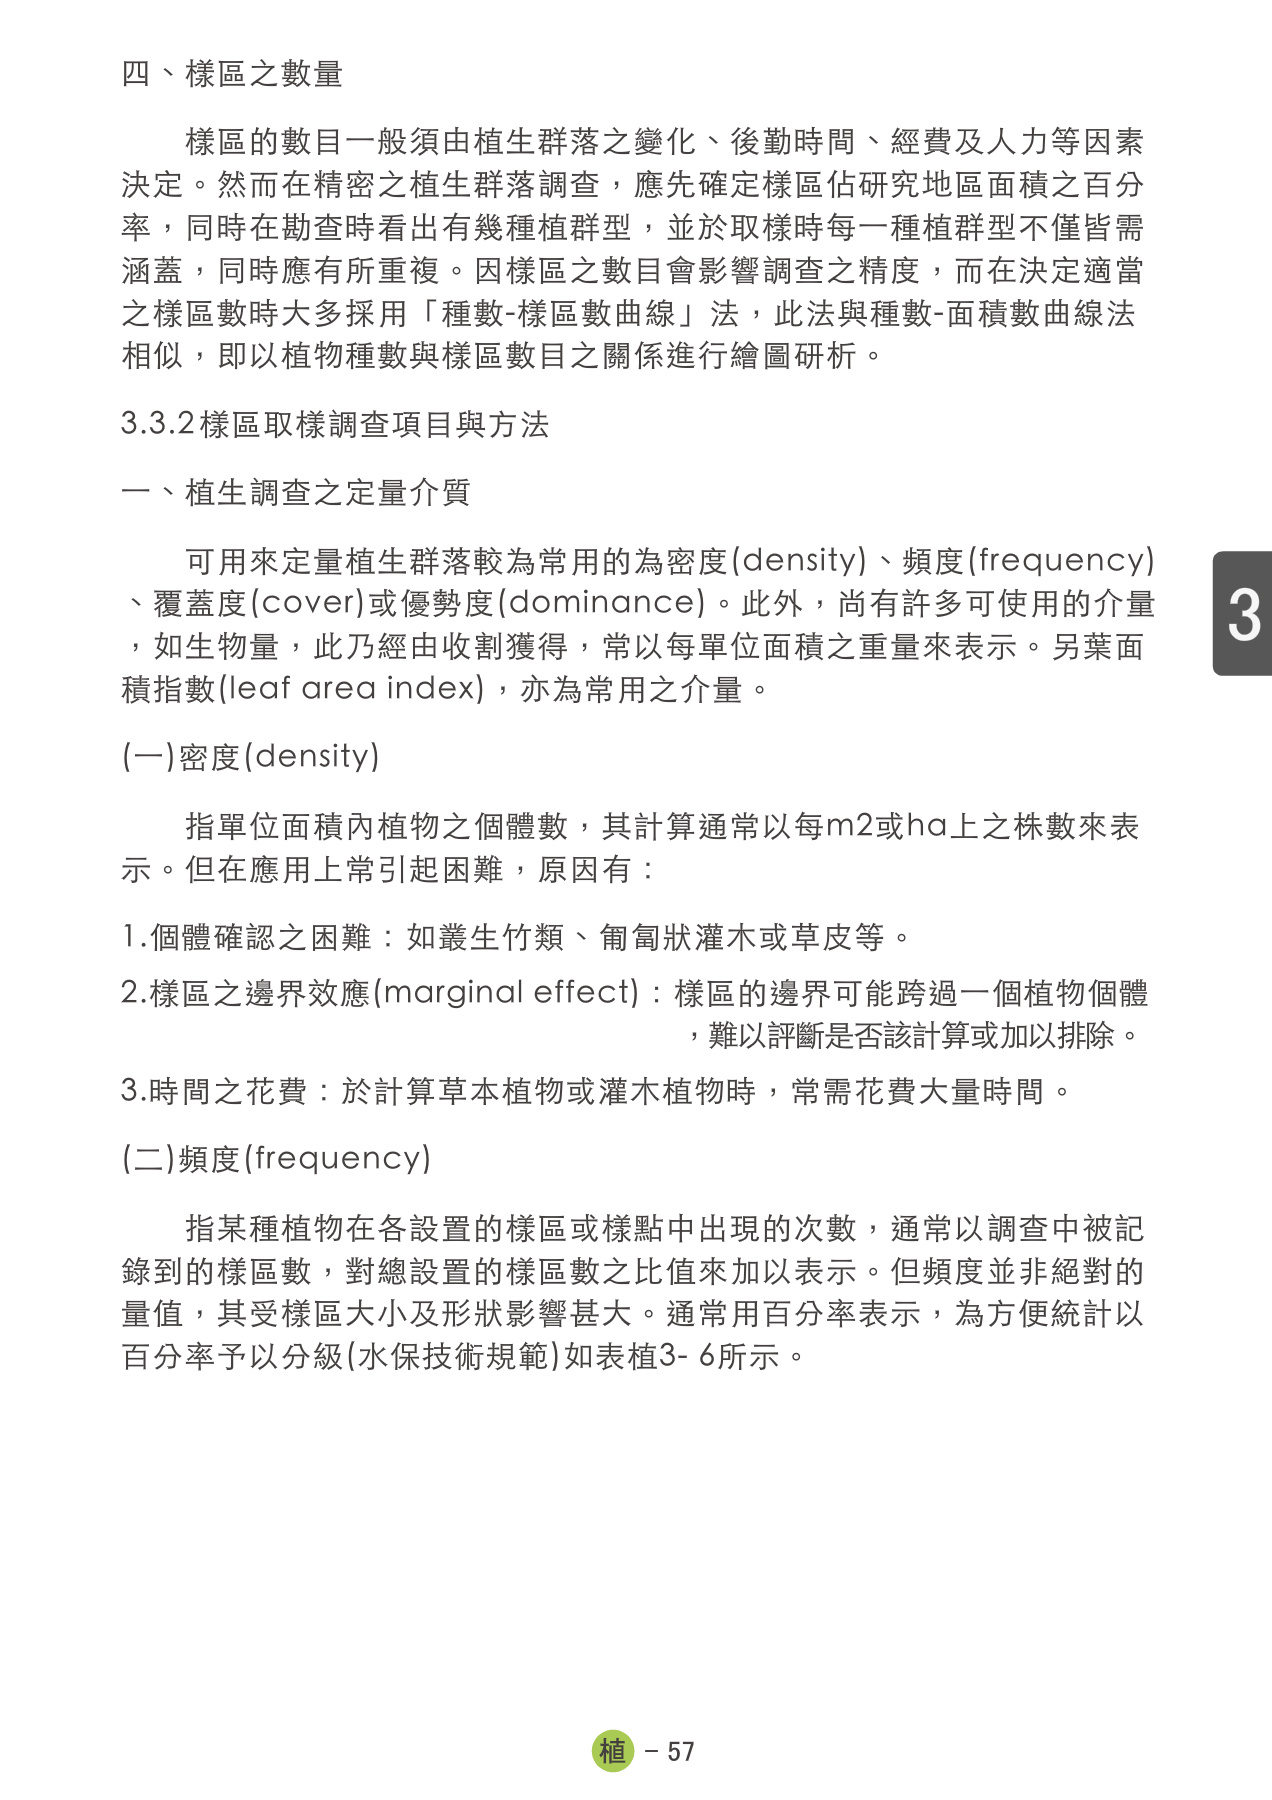 四、樣區之數量
樣區的數目一般須由植生群落之變化、後勤時間、經費及人力等因素
決定。然而在精密之植生群落調查，應先確定樣區佔研究地區面積之百分
率，同時在勘查時看出有幾種植群型，並於取樣時每一種植群型不僅皆需
涵蓋，同時應有所重複。因樣區之數目會影響調查之精度，而在決定適當
之樣區數時大多採用「種數-樣區數曲線」法，此法與種數-面積數曲線法
相似，即以植物種數與樣區數目之關係進行繪圖研析。
3.3.2樣區取樣調查項目與方法
一、植生調查之定量介質
可用來定量植生群落較為常用的為密度(density)、頻度(frequency)
、覆蓋度(cover)或優勢度(dominance)。此外，尚有許多可使用的介量
，如生物量，此乃經由收割獲得，常以每單位面積之重量來表示。另葉面
積指數(leaf area index)，亦為常用之介量。
(一)密度(density)
指單位面積內植物之個體數，其計算通常以每m2或ha上之株數來表
示。但在應用上常引起困難，原因有：
1.個體確認之困難：如叢生竹類、匍匐狀灌木或草皮等。
2.樣區之邊界效應(marginal effect)：樣區的邊界可能跨過一個植物個體
，難以評斷是否該計算或加以排除。
3.時間之花費：於計算草本植物或灌木植物時，常需花費大量時間。
(二)頻度(frequency)
指某種植物在各設置的樣區或樣點中出現的次數，通常以調查中被記
錄到的樣區數，對總設置的樣區數之比值來加以表示。但頻度並非絕對的
量值，其受樣區大小及形狀影響甚大。通常用百分率表示，為方便統計以
百分率予以分級(水保技術規範)如表植3- 6所示。
3
植 - 57